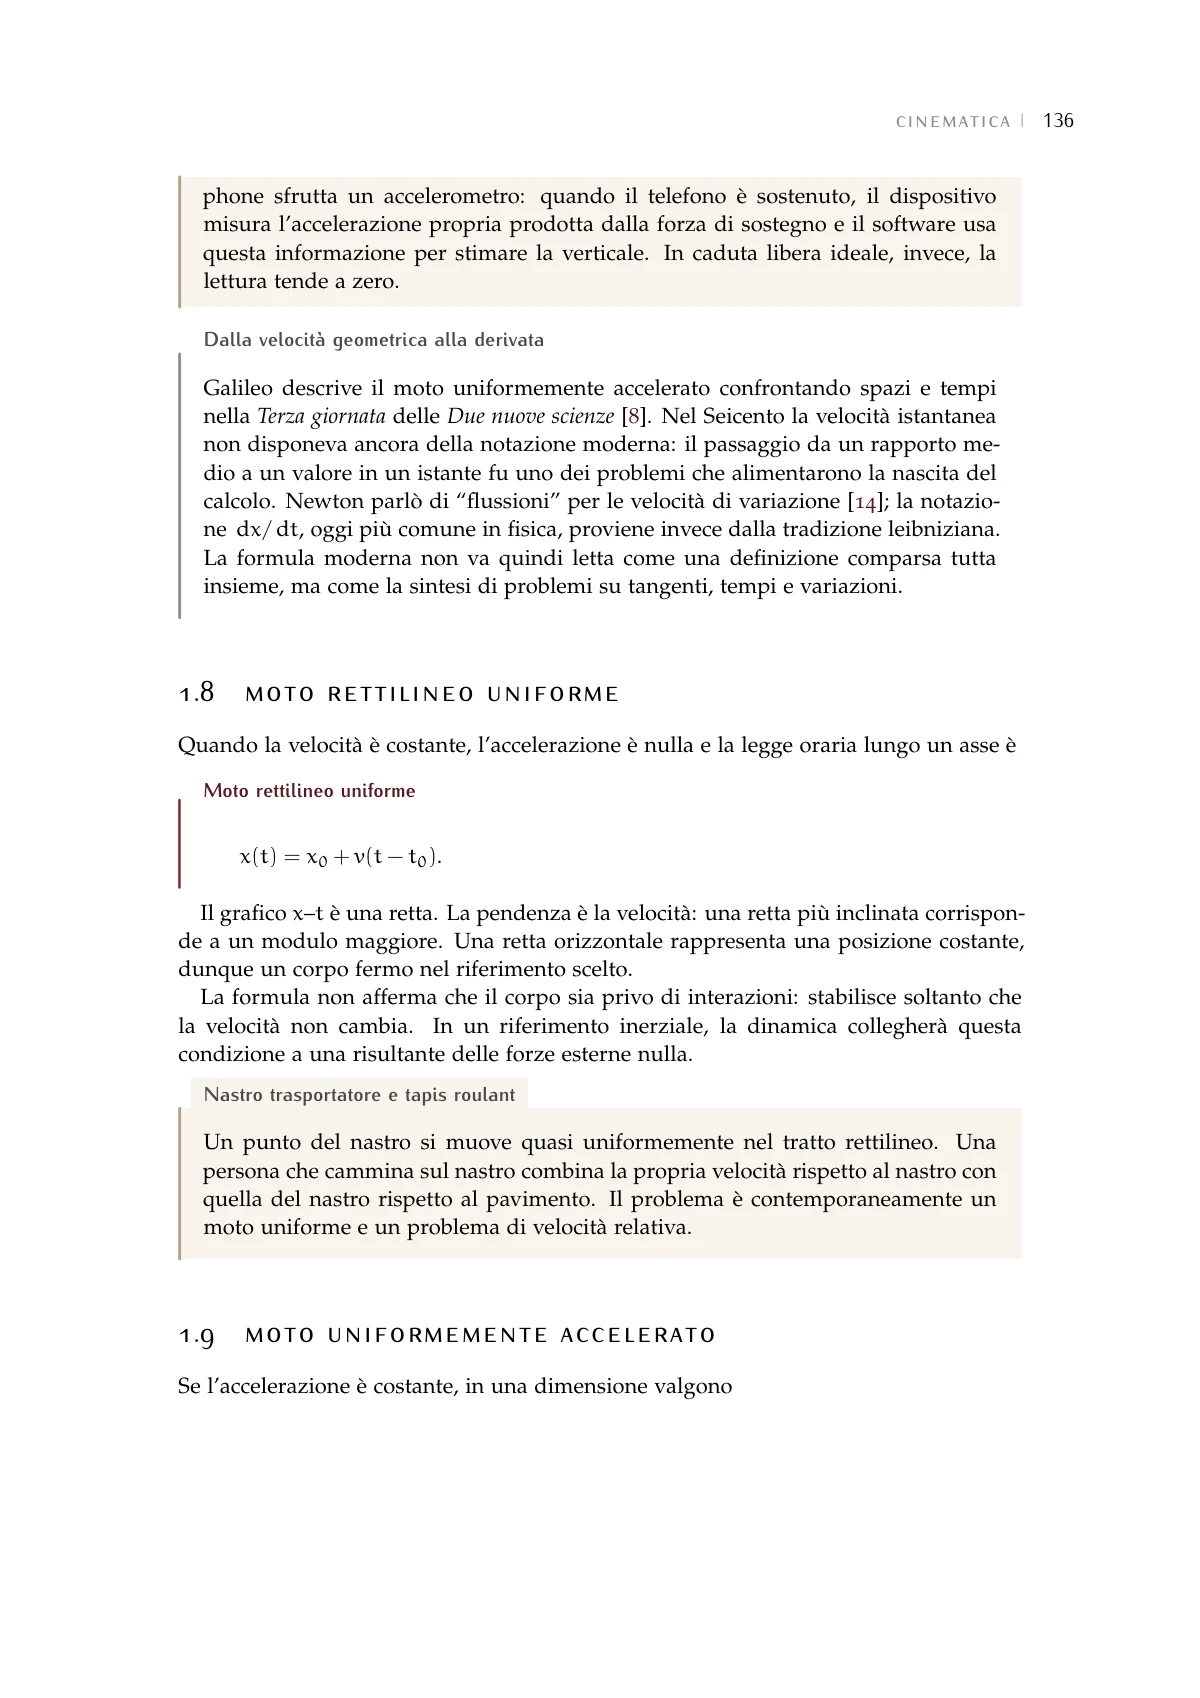 CINEMATICA | 136
phone sfrutta un accelerometro: quando il telefono è sostenuto, il dispositivo
misura l'accelerazione propria prodotta dalla forza di sostegno e il software usa
questa informazione per stimare la verticale. In caduta libera ideale, invece, la
lettura tende a zero.
Dalla velocità geometrica alla derivata
Galileo descrive il moto uniformemente accelerato confrontando spazi e tempi
nella Terza giornata delle Due nuove scienze [8]. Nel Seicento la velocità istantanea
non disponeva ancora della notazione moderna: il passaggio da un rapporto me-
dio a un valore in un istante fu uno dei problemi che alimentarono la nascita del
calcolo. Newton parlò di “flussioni” per le velocità di variazione [14]; la notazio-
ne dx/dt, oggi più comune in fisica, proviene invece dalla tradizione leibniziana.
La formula moderna non va quindi letta come una definizione comparsa tutta
insieme, ma come la sintesi di problemi su tangenti, tempi e variazioni.
1.8 MOTO RETTILINEO UNIFORME
Quando la velocità è costante, l'accelerazione è nulla e la legge oraria lungo un asse è
Moto rettilineo uniforme
x(t) = x₀ + v(t − t₀).
Il grafico x–t è una retta. La pendenza è la velocità: una retta più inclinata corrispon-
de a un modulo maggiore. Una retta orizzontale rappresenta una posizione costante,
dunque un corpo fermo nel riferimento scelto.
La formula non afferma che il corpo sia privo di interazioni: stabilisce soltanto che
la velocità non cambia. In un riferimento inerziale, la dinamica collegherà questa
condizione a una risultante delle forze esterne nulla.
Nastro trasportatore e tapis roulant
Un punto del nastro si muove quasi uniformemente nel tratto rettilineo. Una
persona che cammina sul nastro combina la propria velocità rispetto al nastro con
quella del nastro rispetto al pavimento. Il problema è contemporaneamente un
moto uniforme e un problema di velocità relativa.
1.9 MOTO UNIFORMEMENTE ACCELERATO
Se l'accelerazione è costante, in una dimensione valgono